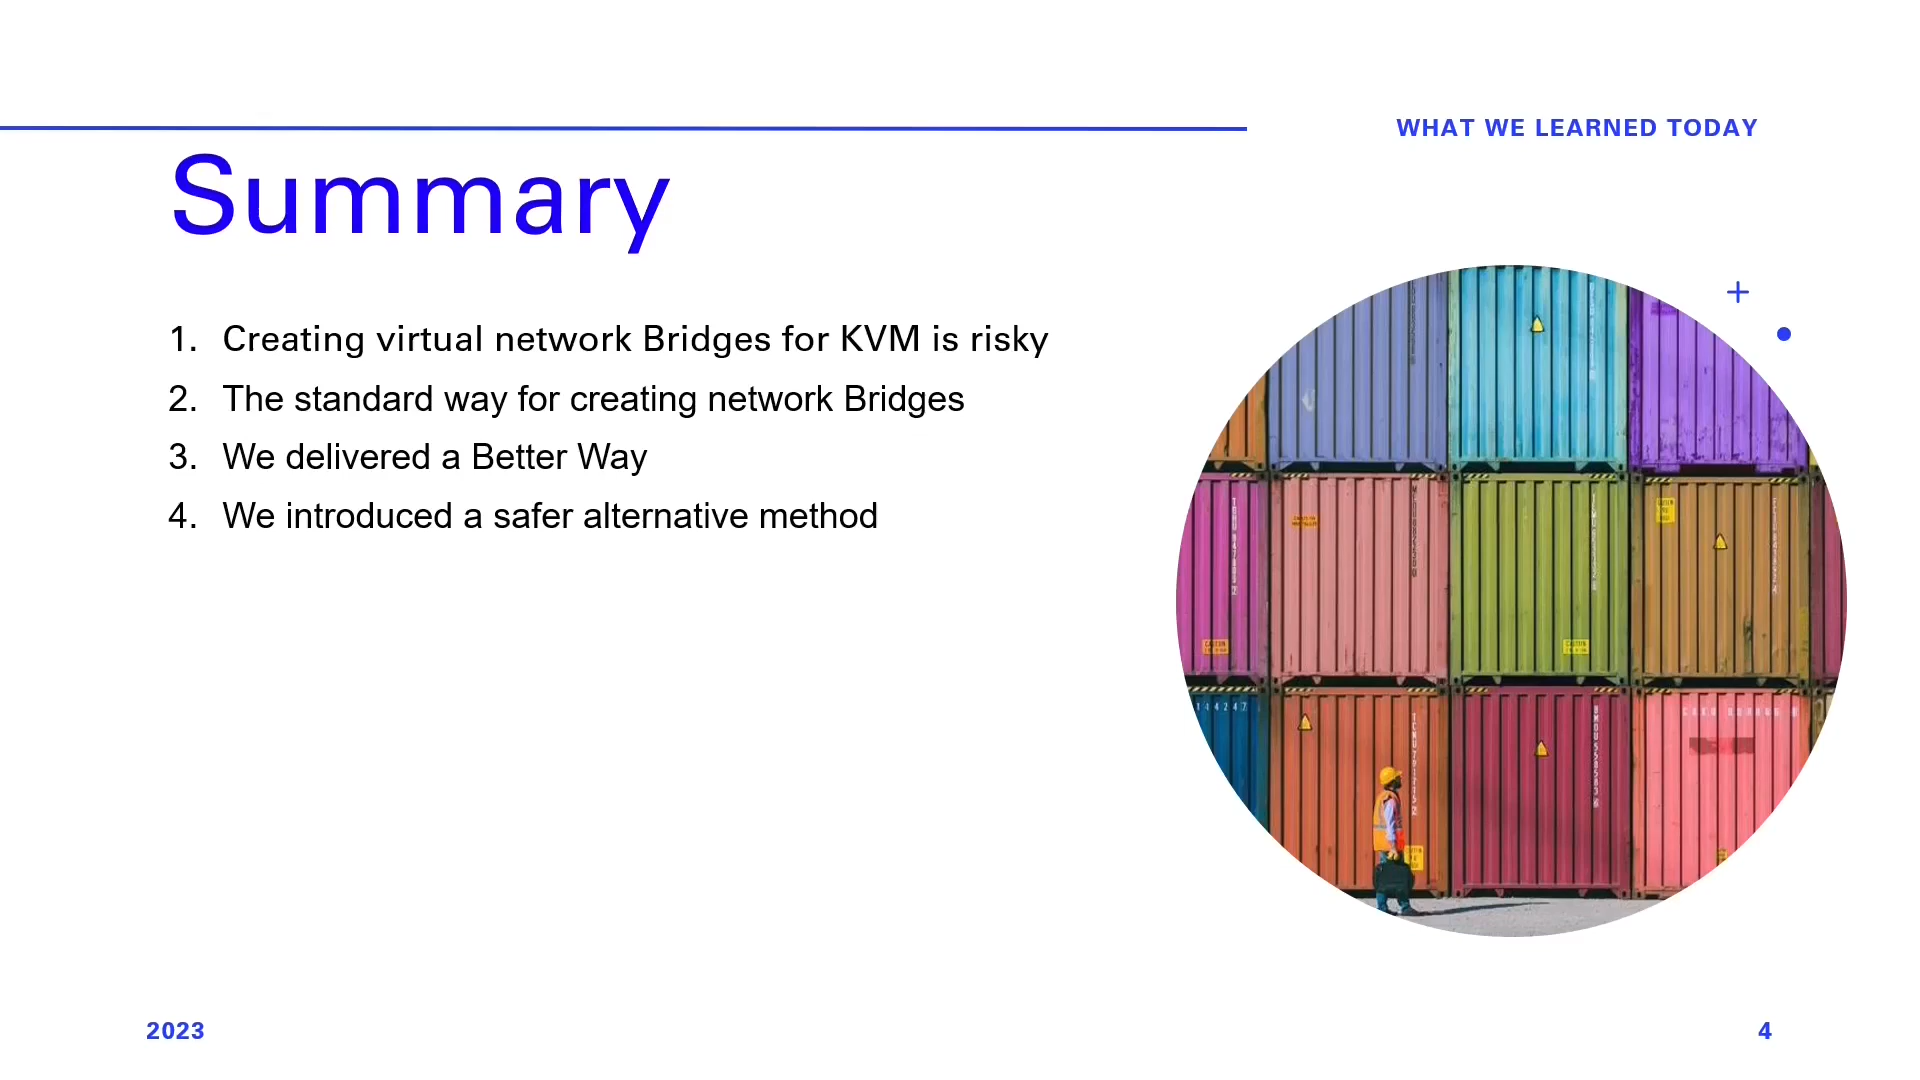 WHAT WE LEARNED TODAY
Summary
1. Creating virtual network Bridges for KVM is risky
2. The standard way for creating network Bridges
3. We delivered a Better Way
4. We introduced a safer alternative method
2023
4